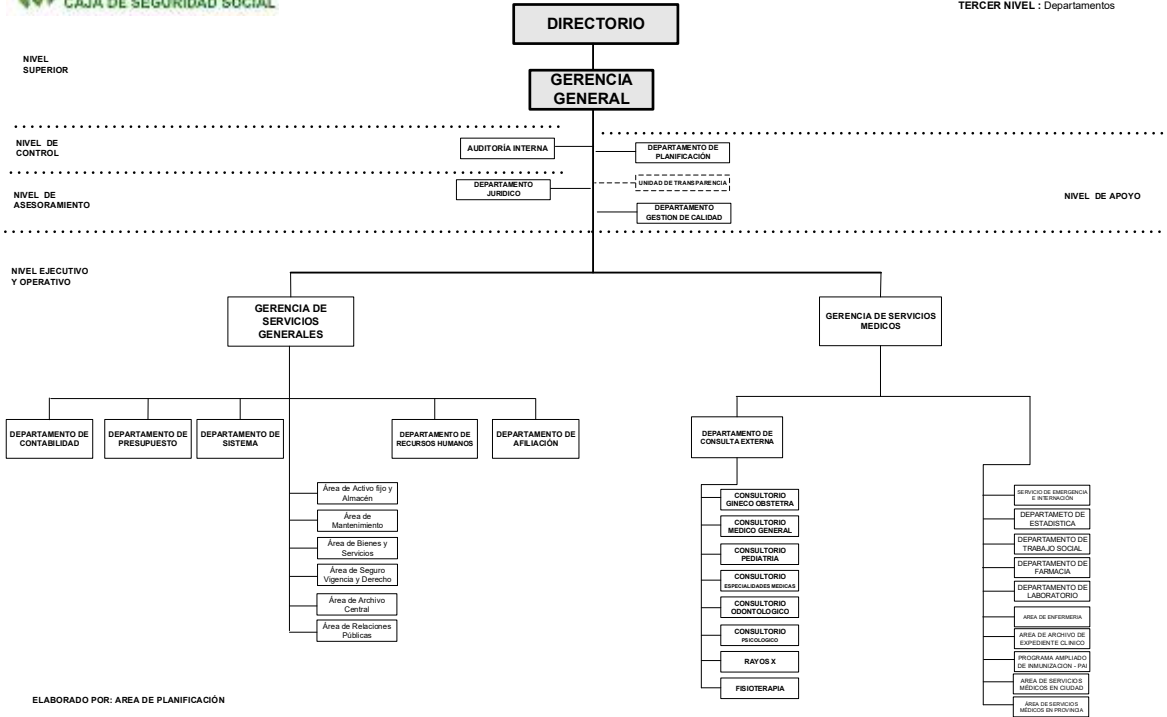 CAJA DE SEGURIDAD SOCIAL
TERCER NIVEL : Departamentos
DIRECTORIO
NIVEL
SUPERIOR
GERENCIA
GENERAL
NIVEL DE
CONTROL
AUDITORÍA INTERNA
DEPARTAMENTO DE
PLANIFICACIÓN
NIVEL DE
ASESORAMIENTO
DEPARTAMENTO
JURIDICO
UNIDAD DE TRANSPARENCIA
NIVEL DE APOYO
DEPARTAMENTO
GESTION DE CALIDAD
NIVEL EJECUTIVO
Y OPERATIVO
GERENCIA DE
SERVICIOS
GENERALES
GERENCIA DE SERVICIOS
MEDICOS
DEPARTAMENTO DE
CONTABILIDAD
DEPARTAMENTO DE
PRESUPUESTO
DEPARTAMENTO DE
SISTEMA
DEPARTAMENTO DE
RECURSOS HUMANOS
DEPARTAMENTO DE
AFILIACIÓN
DEPARTAMENTO DE
CONSULTA EXTERNA
Área de Activo fijo y
Almacén
Área de
Mantenimiento
Área de Bienes y
Servicios
Área de Seguro
Vigencia y Derecho
Área de Archivo
Central
Área de Relaciones
Públicas
CONSULTORIO
GINECO OBSTETRA
CONSULTORIO
MEDICO GENERAL
CONSULTORIO
PEDIATRIA
CONSULTORIO
ESPECIALIDADES MEDICAS
CONSULTORIO
ODONTOLOGICO
CONSULTORIO
PSICOLOGICO
RAYOS X
FISIOTERAPIA
SERVICIO DE EMERGENCIA
E INTERNACIÓN
DEPARTAMETO DE
ESTADISTICA
DEPARTAMENTO DE
TRABAJO SOCIAL
DEPARTAMENTO DE
FARMACIA
DEPARTAMENTO DE
LABORATORIO
AREA DE ENFERMERIA
AREA DE ARCHIVO DE
EXPEDIENTE CLINICO
PROGRAMA AMPLIADO
DE INMUNIZACION - PAI
AREA DE SERVICIOS
MÉDICOS EN CIUDAD
ÁREA DE SERVICIOS
MÉDICOS EN PROVINCIA
ELABORADO POR: AREA DE PLANIFICACIÓN